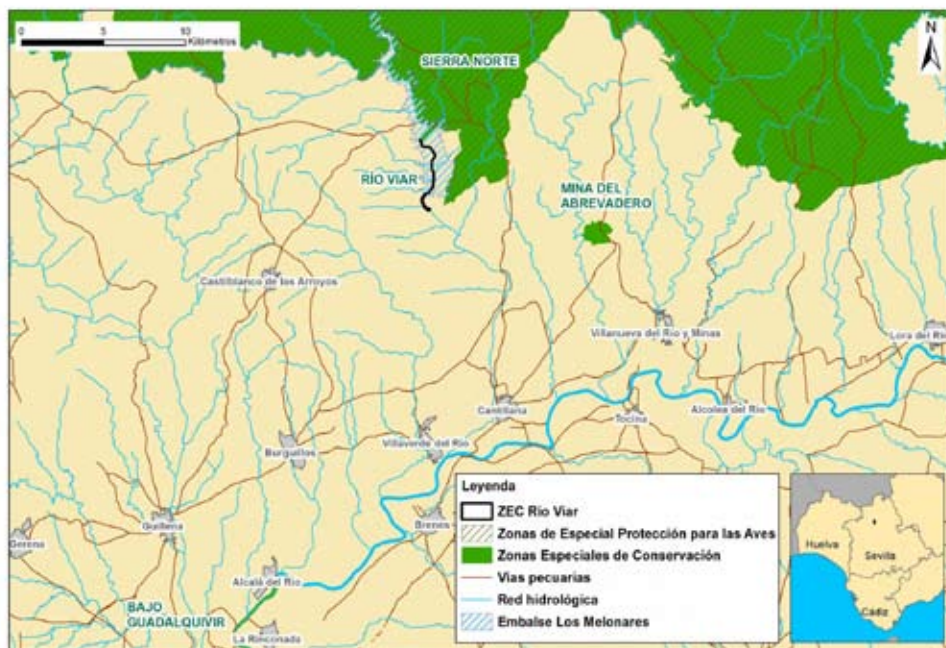 0 5 10
Kilómetros
N
SIERRA NORTE
RÍO VIAR
MINA DEL
ABREVADERO
Castilblanco de los Arroyos
Villanueva del Río y Minas
Lora del Río
Cantillana
Tocina
Alcolea del Río
Burguillos
Villaverde del Río
Guillena
Brenes
Gerena
Alcalá del Río
BAJO
GUADALQUIVIR
La Rinconada
Leyenda
ZEC Río Viar
Zonas de Especial Protección para las Aves
Zonas Especiales de Conservación
Vías pecuarias
Red hidrológica
Embalse Los Melonares
Huelva
Sevilla
Cádiz